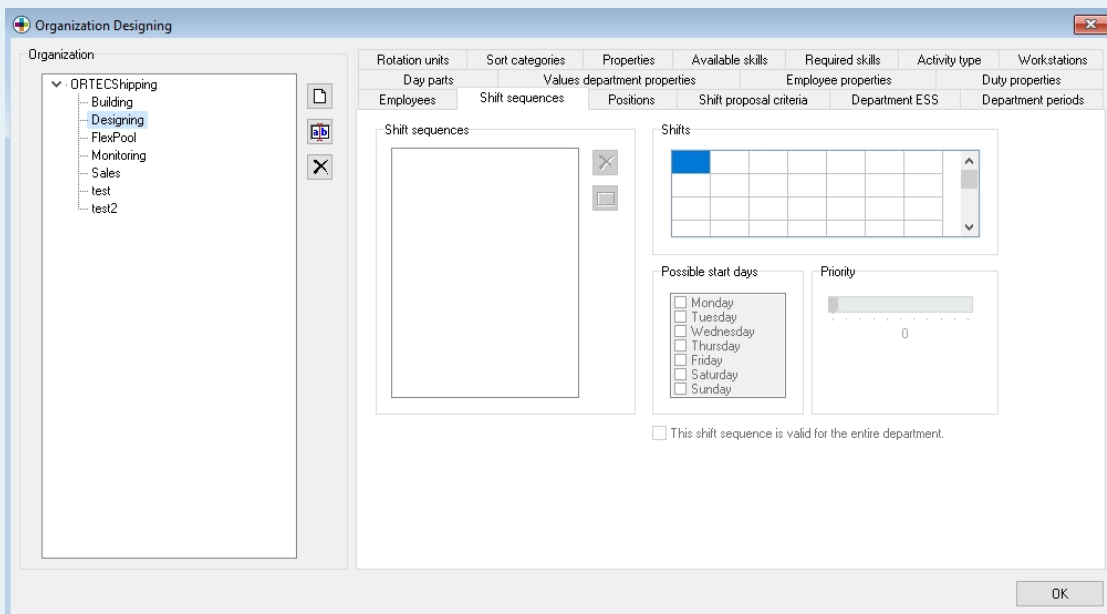 Organization Designing
Organization
ORTECShipping
Building
Designing
FlexPool
Monitoring
Sales
test
test2
a b
Rotation units Sort categories Properties Available skills Required skills Activity type Workstations
Day parts Values department properties Employee properties Duty properties
Employees Shift sequences Positions Shift proposal criteria Department ESS Department periods
Shift sequences
Shifts
Possible start days
Monday
Tuesday
Wednesday
Thursday
Friday
Saturday
Sunday
Priority
0
This shift sequence is valid for the entire department.
OK